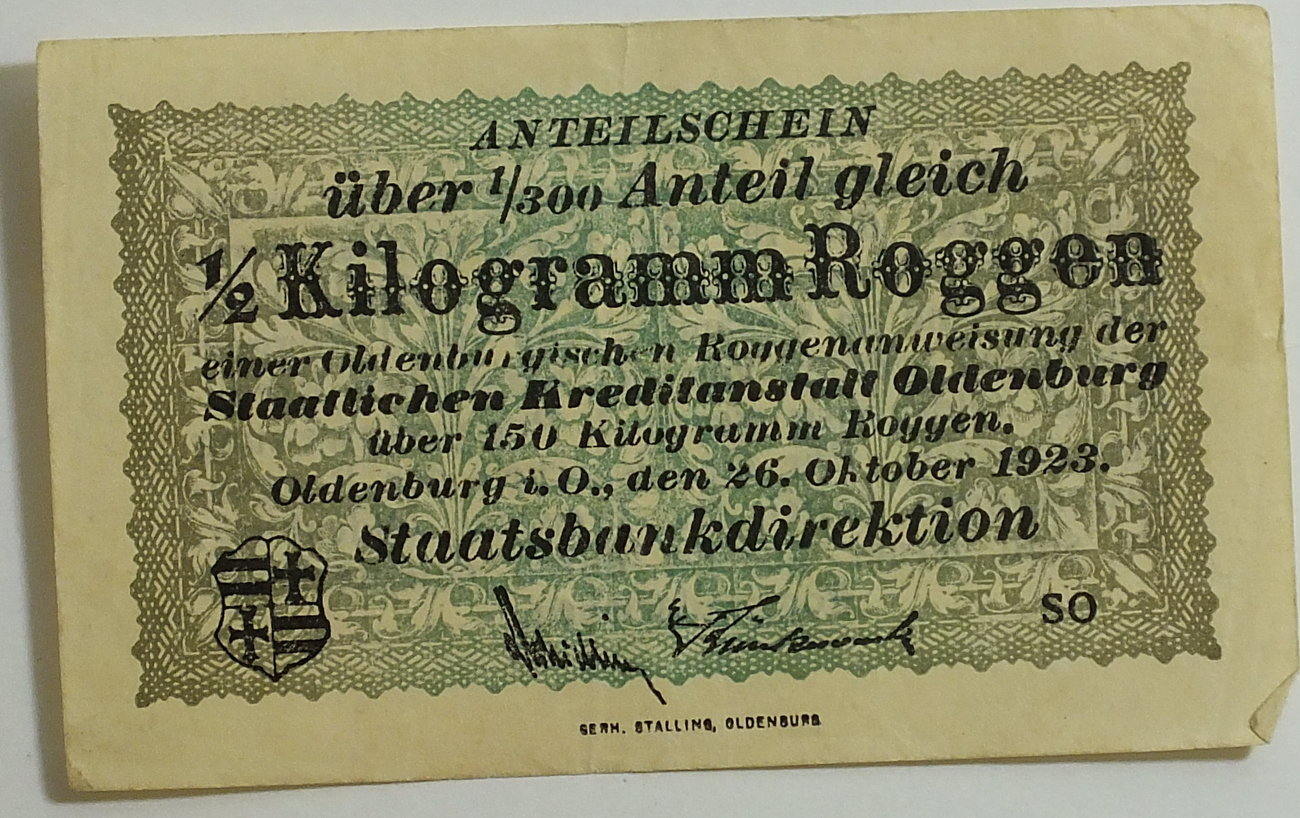 ANTEILSCHEIN
über 1/300 Anteil gleich
1/2 Kilogramm Roggen
einer Oldenburgischen Roggenanweisung der
Staatlichen Kreditanstalt Oldenburg
über 150 Kilogramm Roggen.
Oldenburg i. O., den 26. Oktober 1923.
Staatsbankdirektion
SO
GERH. STALLING, OLDENBURG